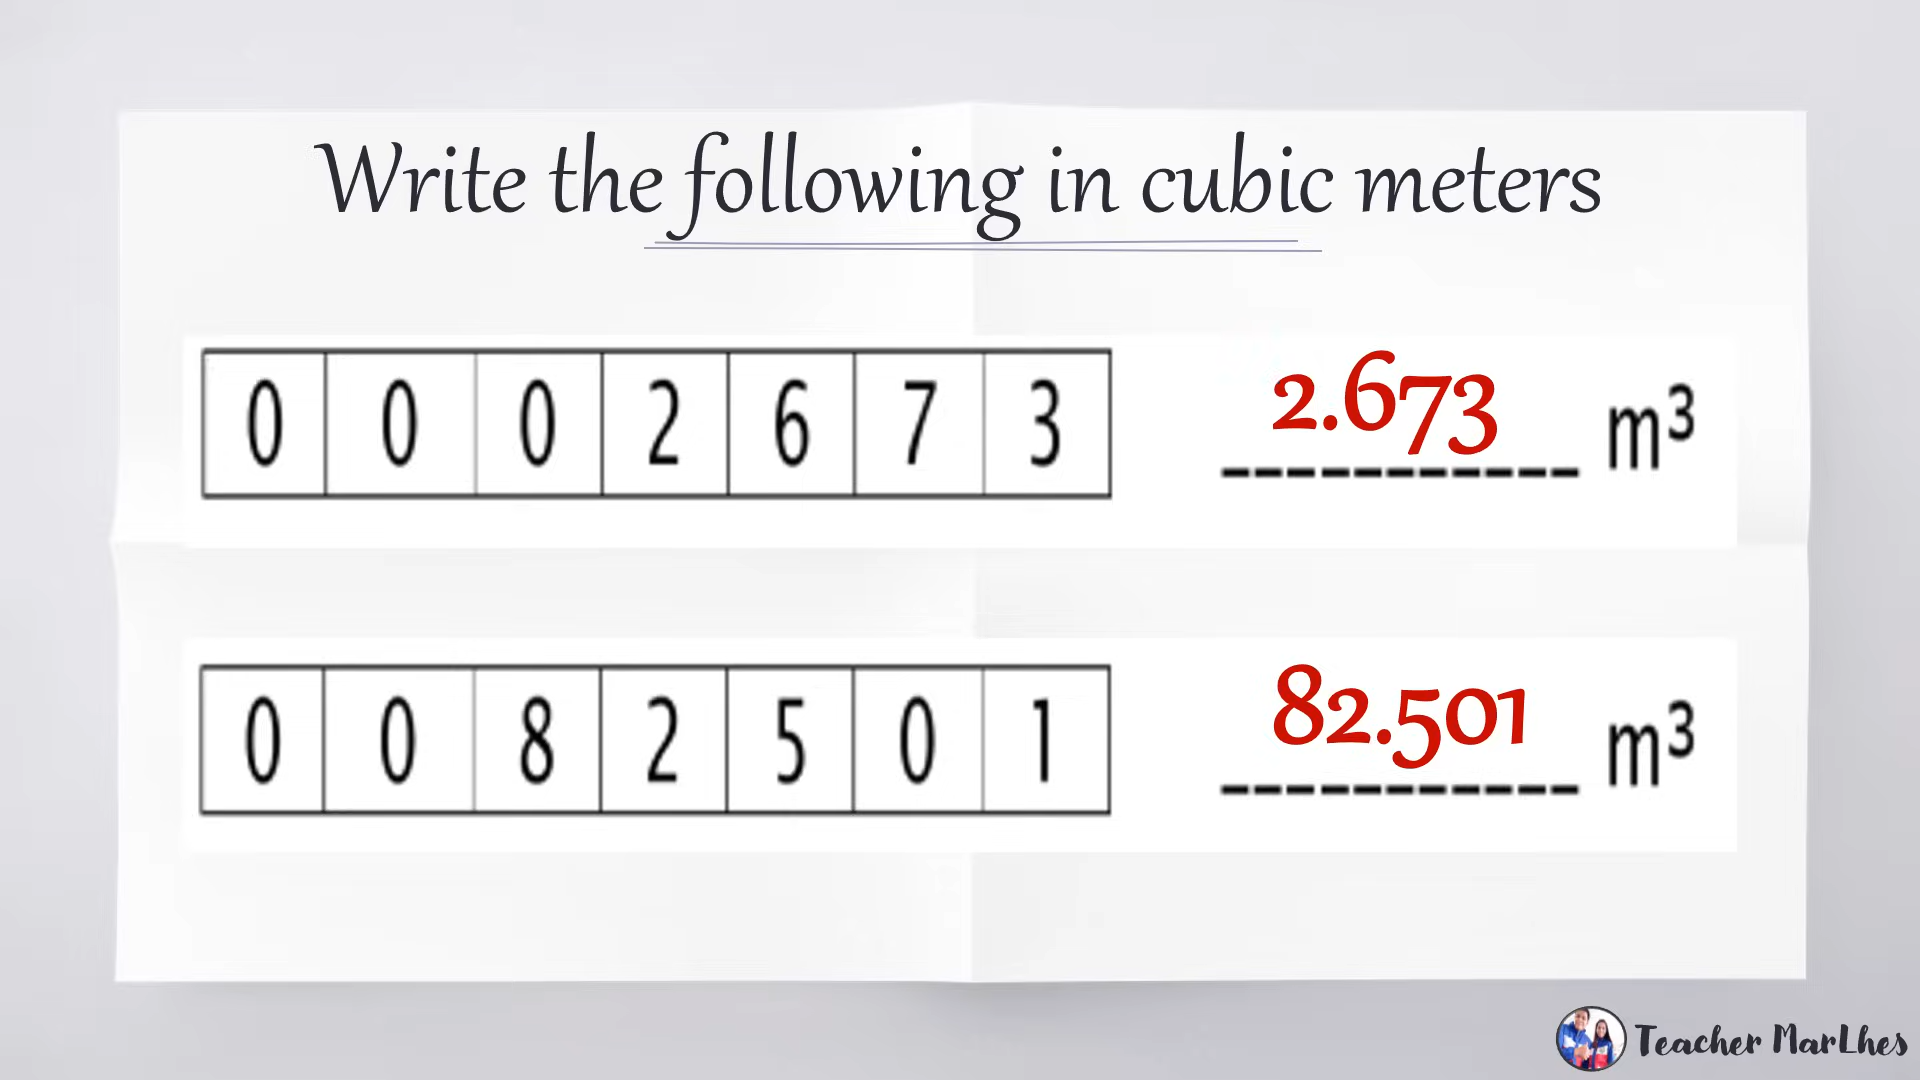 Write the following in cubic meters
0 0 0 2 6 7 3 2.673 m³
0 0 8 2 5 0 1 82.501 m³
Teacher MarLhes